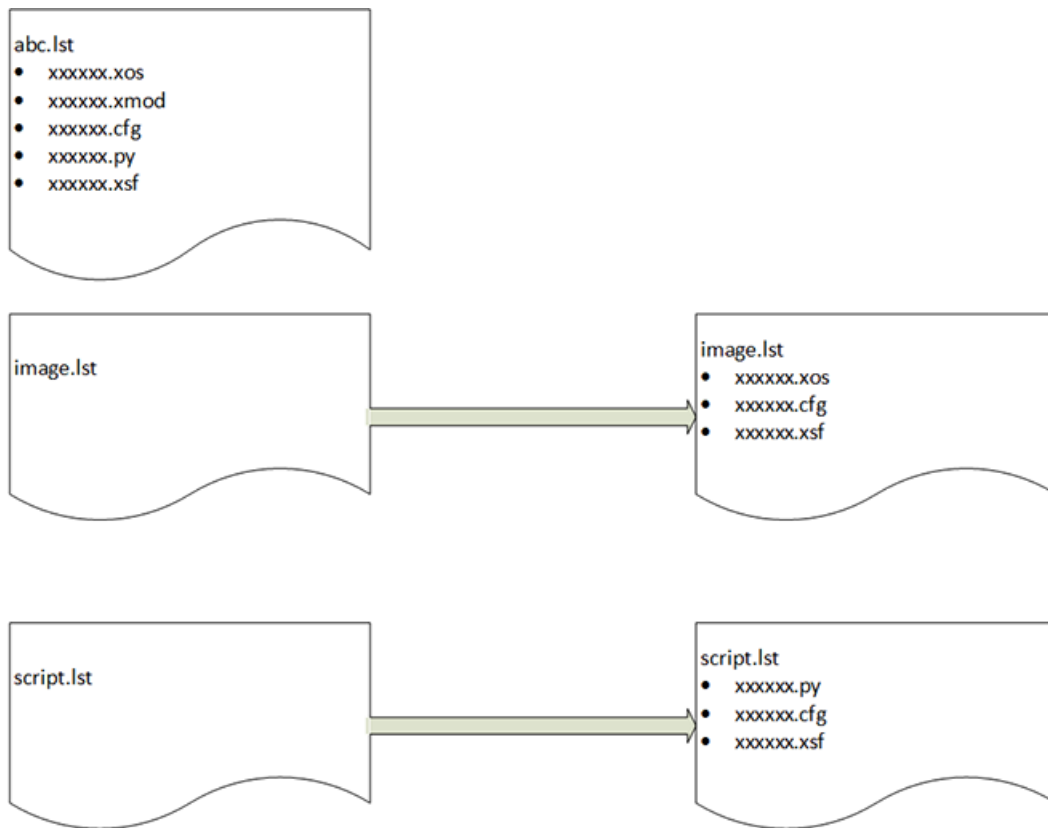 abc.lst
• xxxxxx.xos
• xxxxxx.xmod
• xxxxxx.cfg
• xxxxxx.py
• xxxxxx.xsf
image.lst
image.lst
• xxxxxx.xos
• xxxxxx.cfg
• xxxxxx.xsf
script.lst
script.lst
• xxxxxx.py
• xxxxxx.cfg
• xxxxxx.xsf